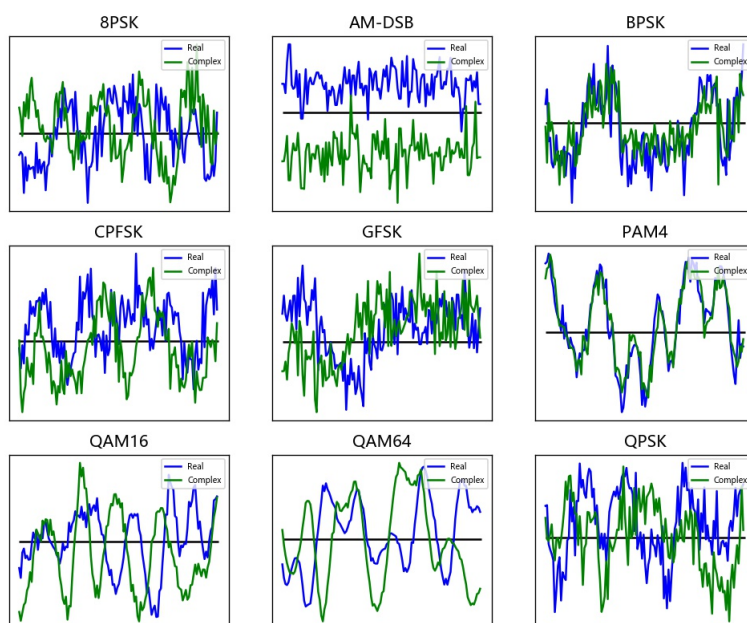 8PSK
Real
Complex
AM-DSB
Real
Complex
BPSK
Real
Complex
CPFSK
Real
Complex
GFSK
Real
Complex
PAM4
Real
Complex
QAM16
Real
Complex
QAM64
Real
Complex
QPSK
Real
Complex